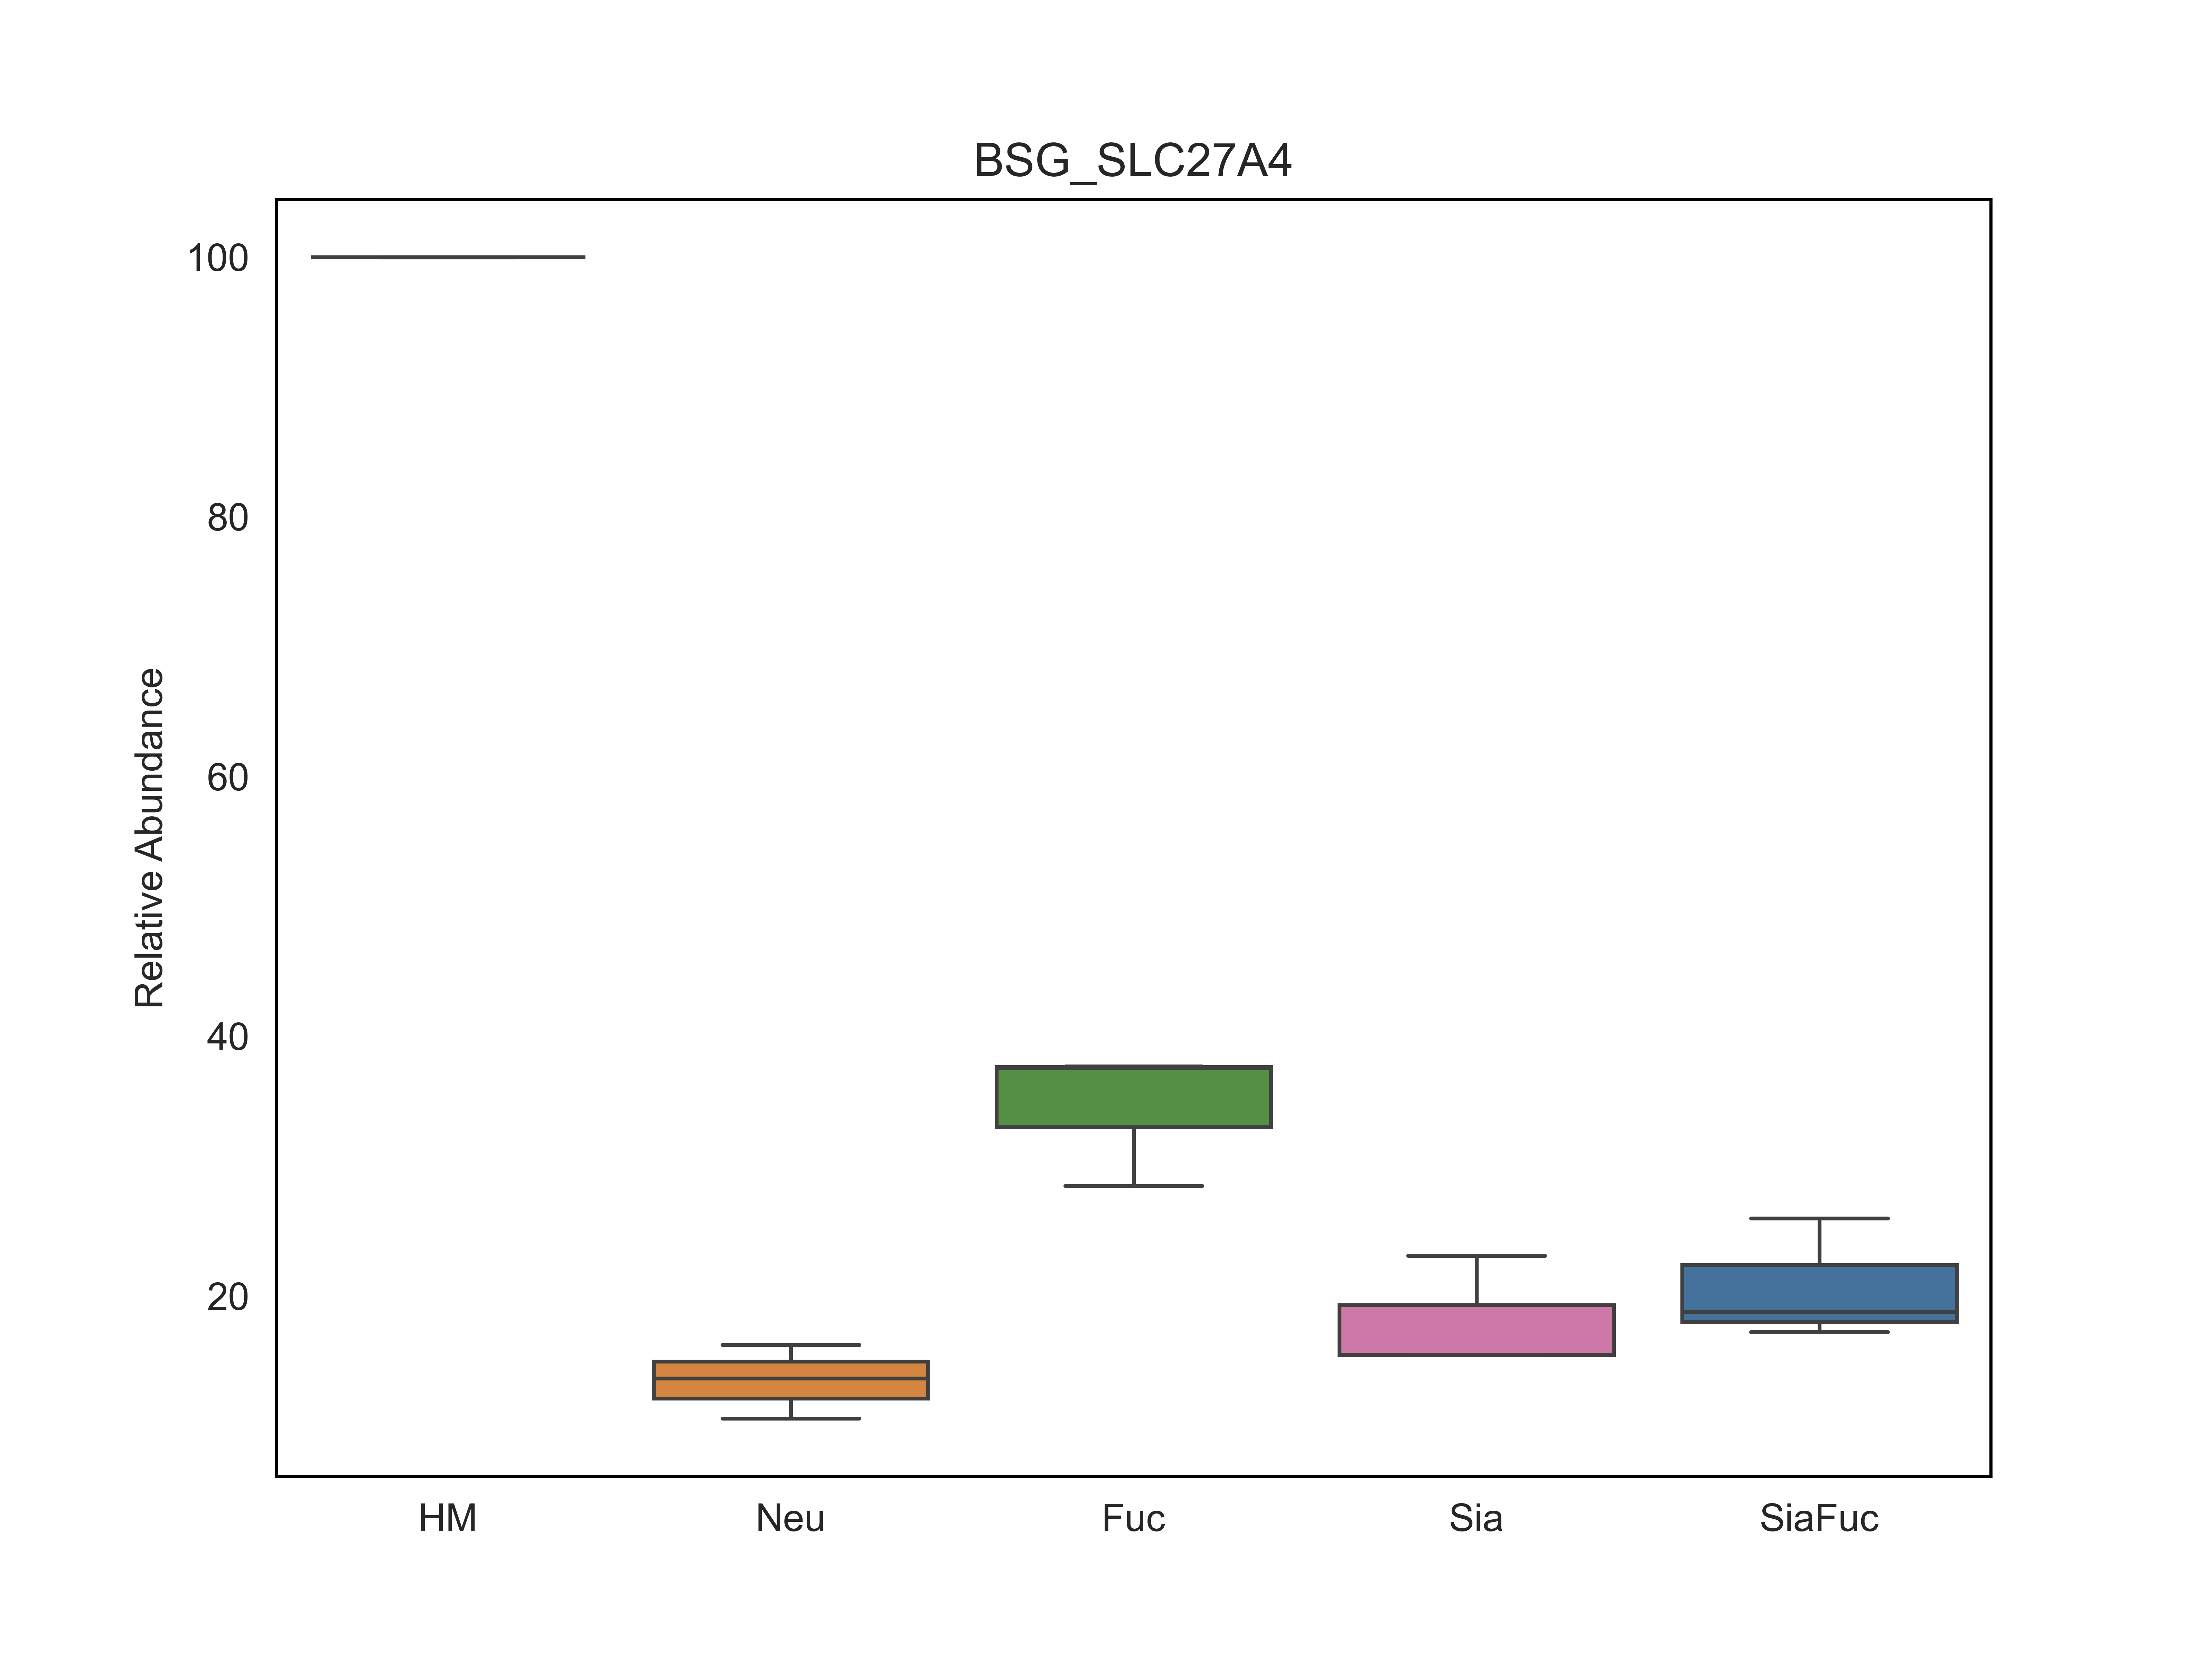 BSG_SLC27A4
Relative Abundance
100
80
60
40
20
HM
Neu
Fuc
Sia
SiaFuc